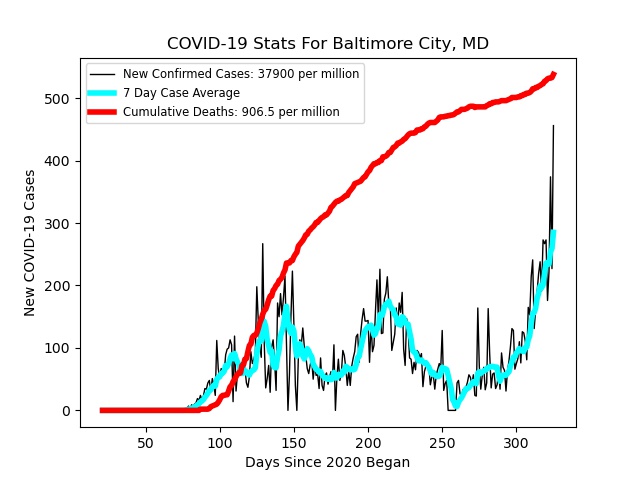 COVID-19 Stats For Baltimore City, MD
New Confirmed Cases: 37900 per million
7 Day Case Average
Cumulative Deaths: 906.5 per million
New COVID-19 Cases
500
400
300
200
100
0
50
100
150
200
250
300
Days Since 2020 Began